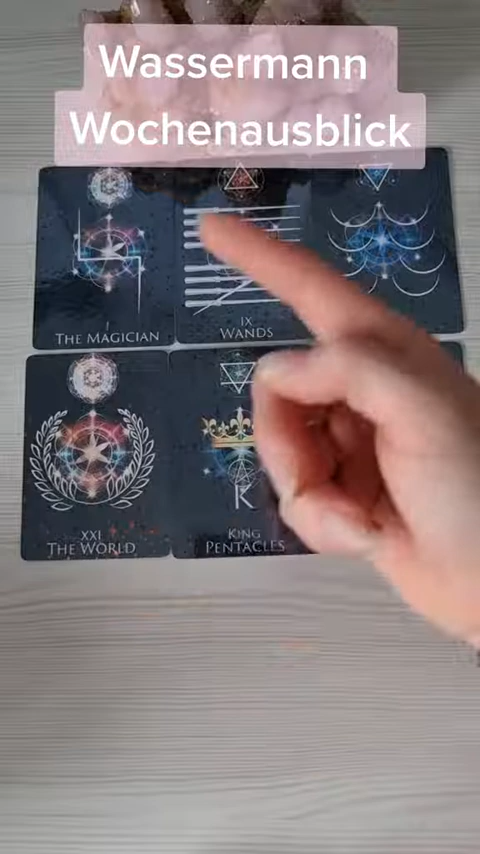 Wassermann
Wochenausblick
I
THE MAGICIAN
IX
WANDS
XXI
THE WORLD
K
KING
PENTACLES